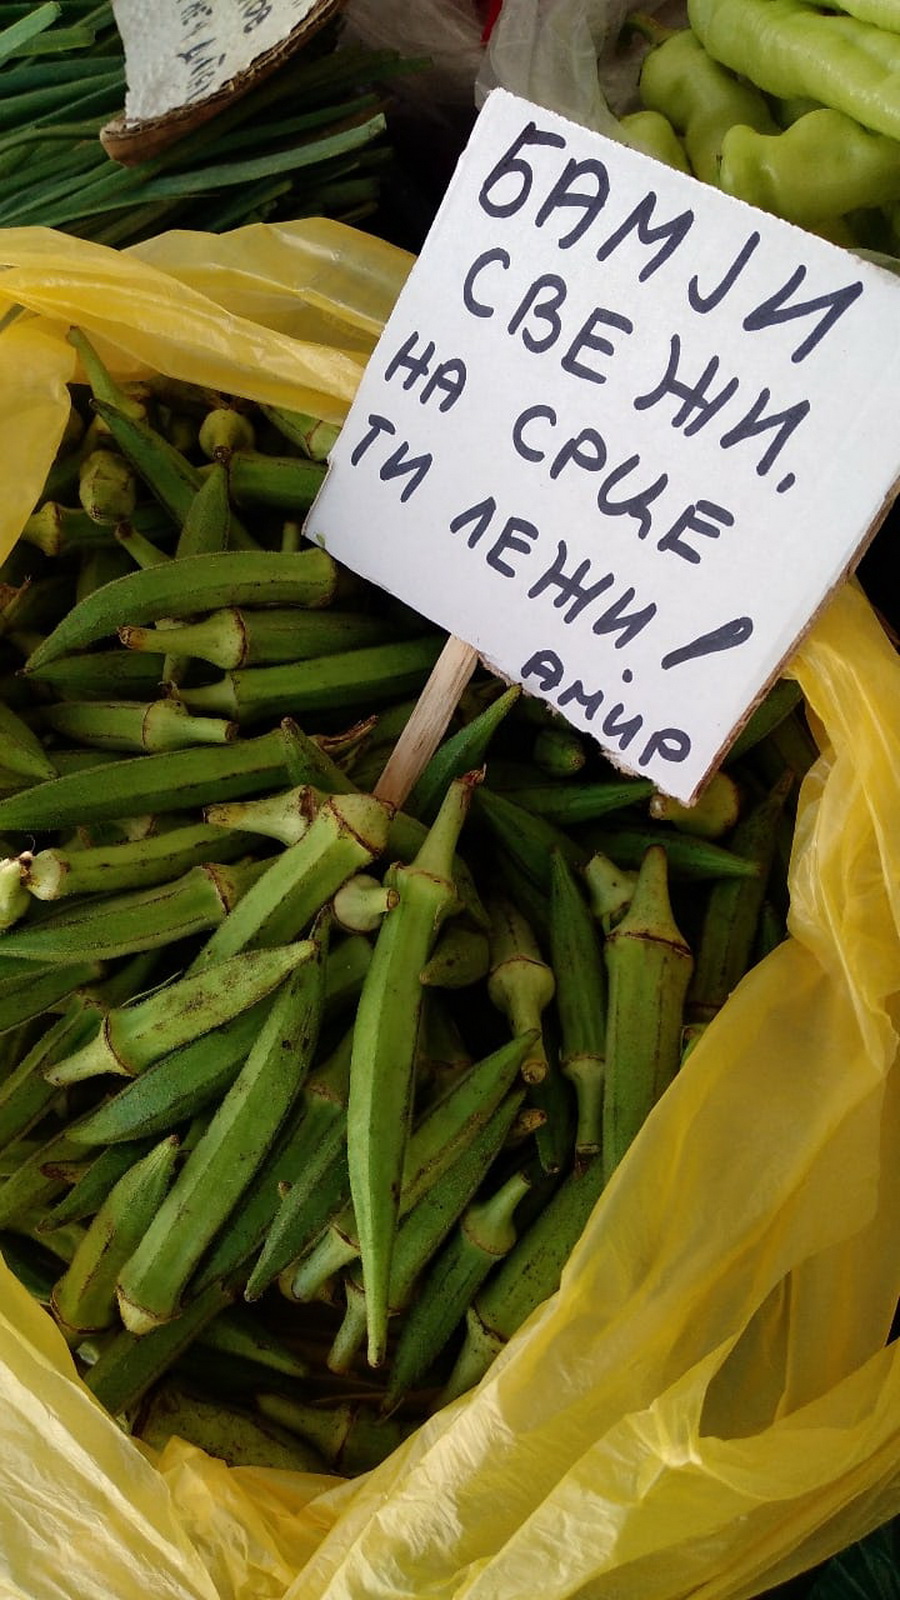 БАМЈИ
СВЕЖИ,
НА СРЦЕ
ТИ ЛЕЖИ!
АМИР